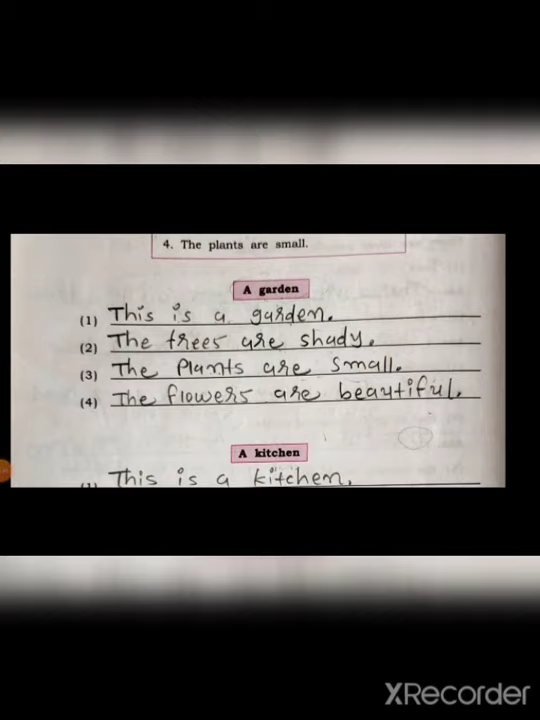 4. The plants are small.
A garden
(1) This is a garden.
(2) The trees are shady.
(3) The Plants are small.
(4) The flowers are beautiful.
A kitchen
(1) This is a kitchen.
XRecorder